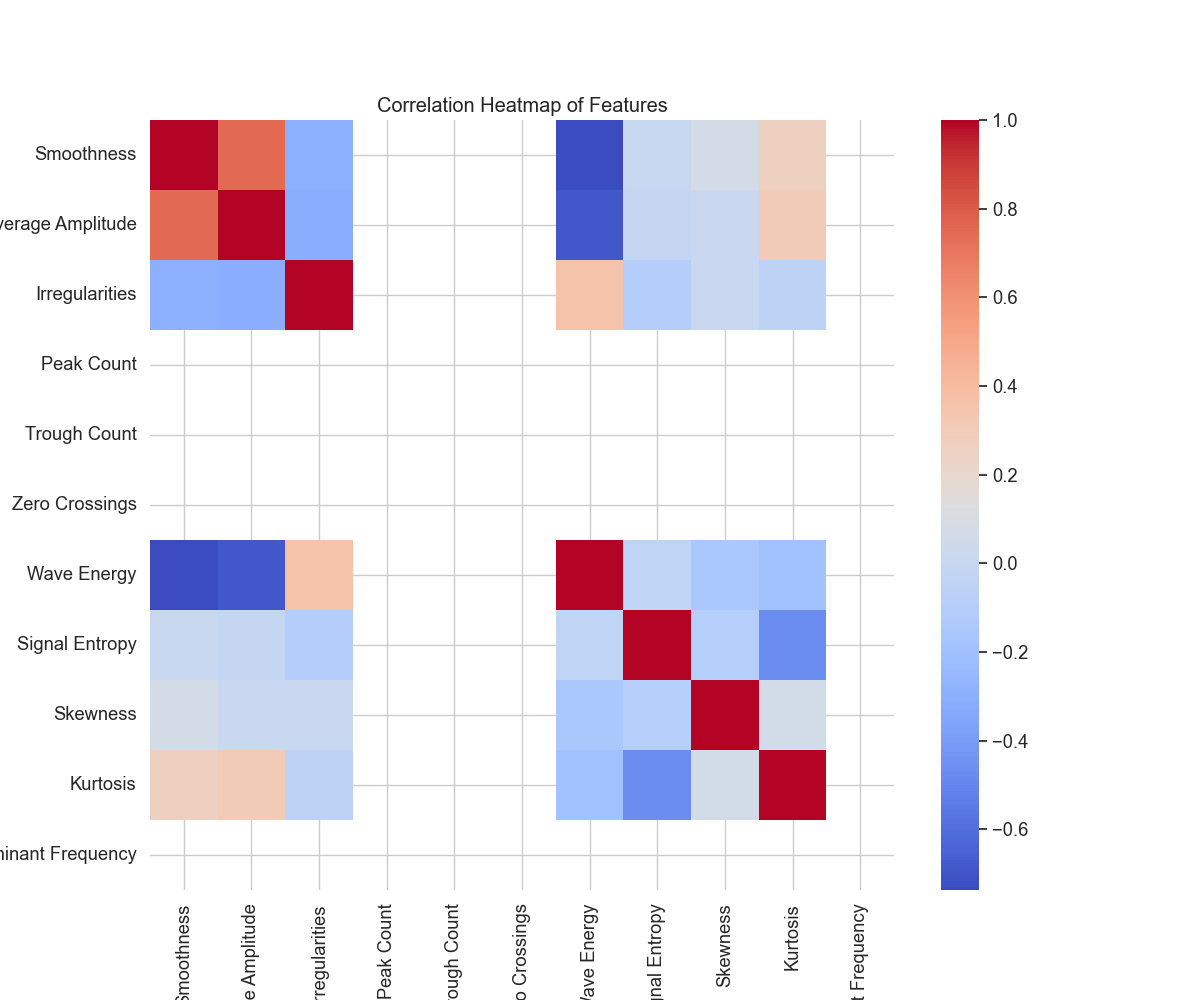 Correlation Heatmap of Features
Smoothness
verage Amplitude
Irregularities
Peak Count
Trough Count
Zero Crossings
Wave Energy
Signal Entropy
Skewness
Kurtosis
inant Frequency
1.0
0.8
0.6
0.4
0.2
0.0
−0.2
−0.4
−0.6
Smoothness
e Amplitude
rregularities
Peak Count
rough Count
o Crossings
Wave Energy
gnal Entropy
Skewness
Kurtosis
t Frequency